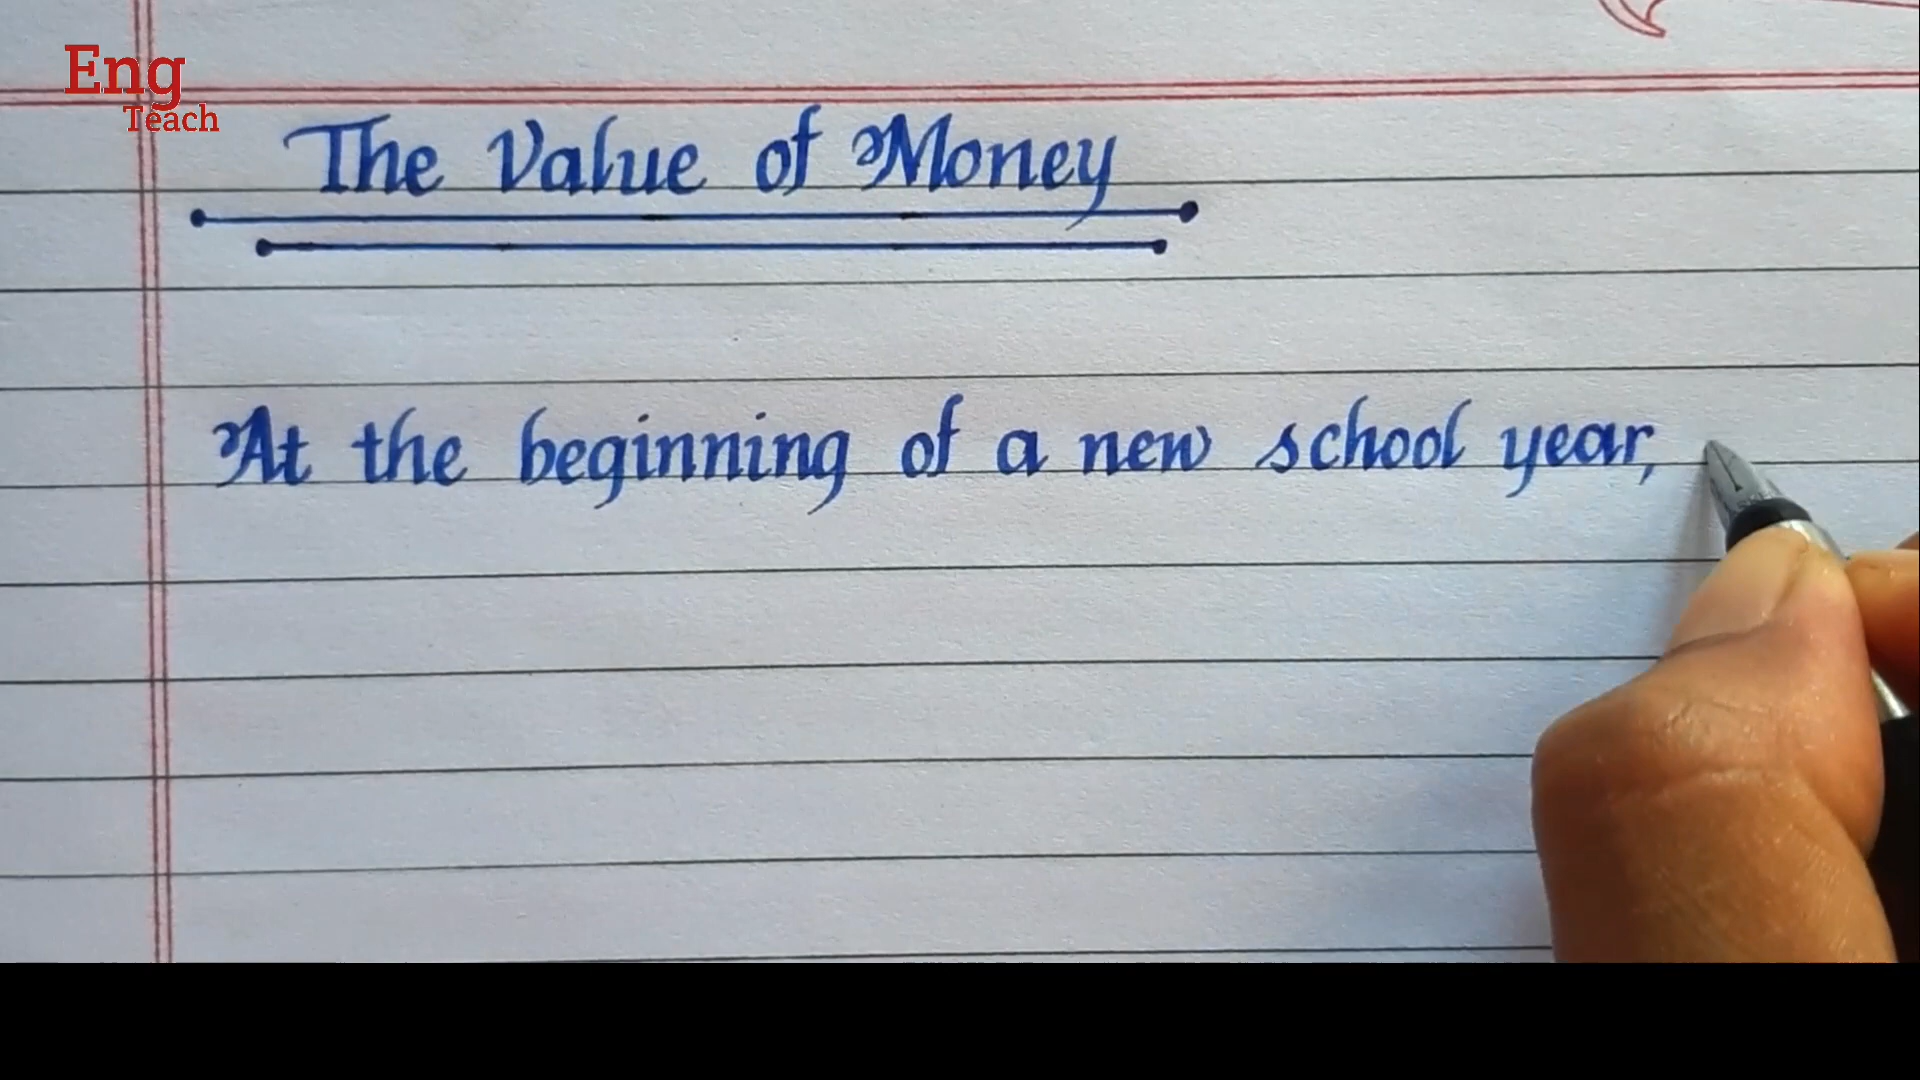 Eng
Teach
The Value of Money
At the beginning of a new school year,